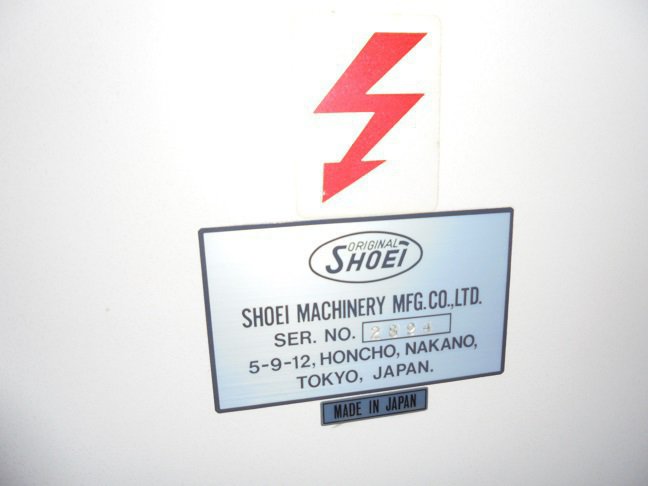 ORIGINAL
SHOEI
SHOEI MACHINERY MFG.CO.,LTD.
SER. NO. 2894
5-9-12, HONCHO, NAKANO,
TOKYO, JAPAN.
MADE IN JAPAN